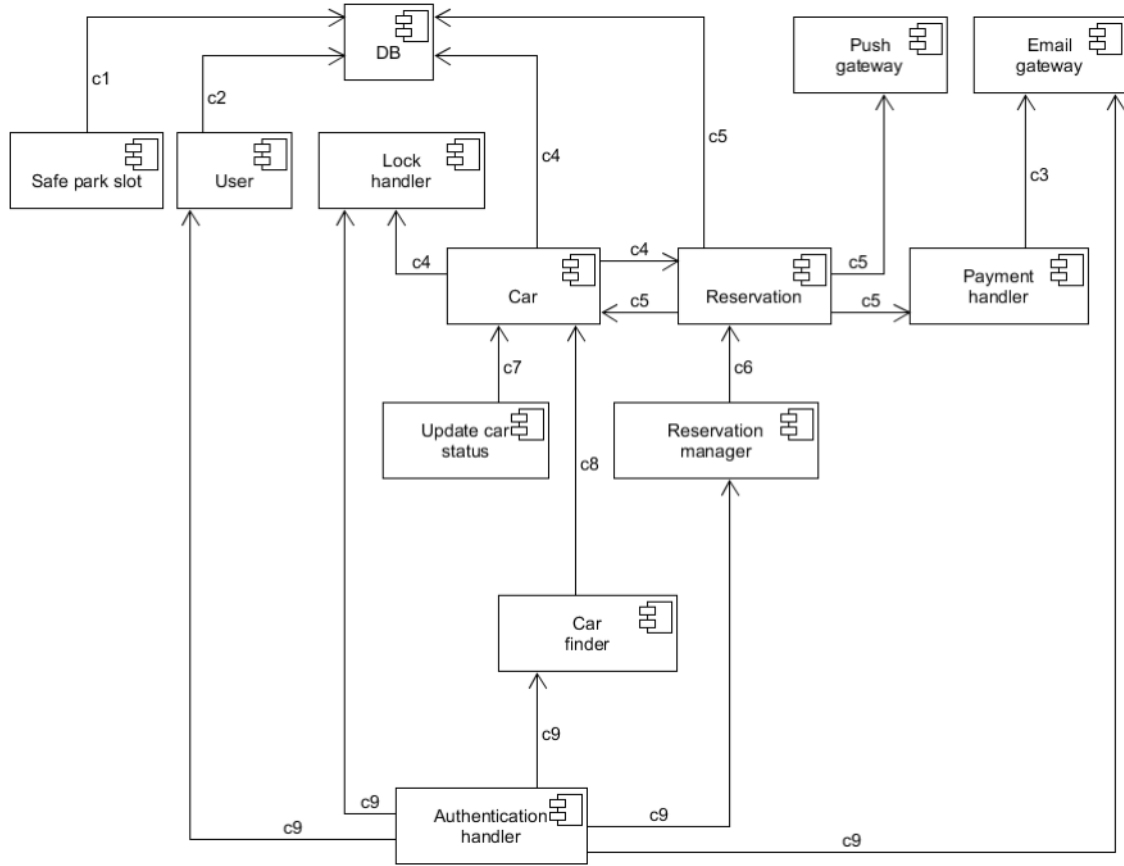 DB
Push
gateway
Email
gateway
c1
c2
c4
c5
c3
Safe park slot
User
Lock
handler
c4
c4
c5
c5
c5
Car
Reservation
Payment
handler
c7
c6
Update car
status
Reservation
manager
c8
Car
finder
c9
c9
c9
c9
c9
Authentication
handler